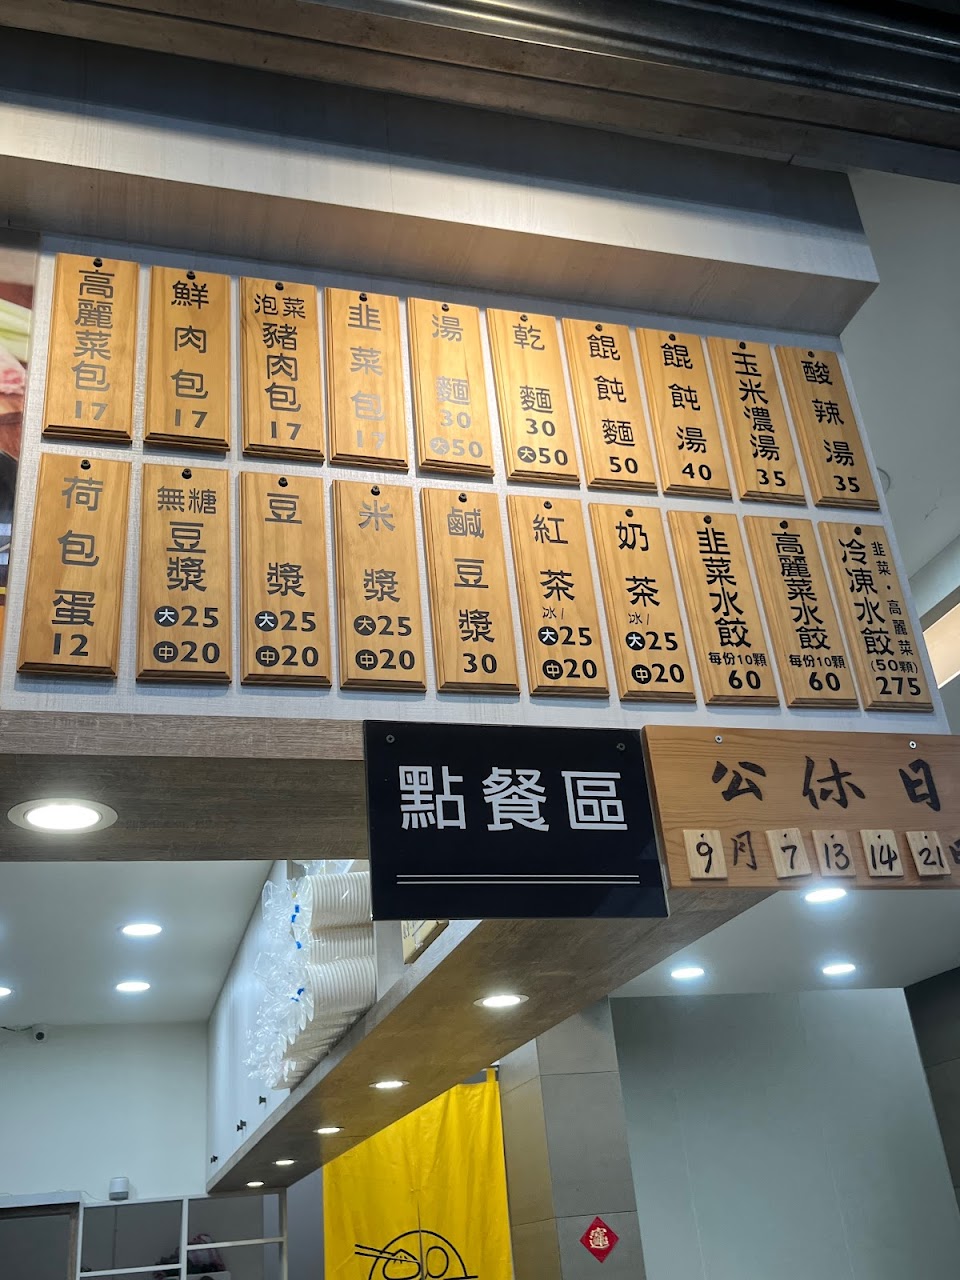 高麗菜包
17
鮮肉包
17
泡菜
豬肉包
17
韭菜包
17
湯麵
30
大50
乾麵
30
大50
餛飩麵
50
餛飩湯
40
玉米濃湯
35
酸辣湯
35
荷包蛋
12
無糖
豆漿
大25
中20
豆漿
大25
中20
米漿
大25
中20
鹹豆漿
30
紅茶
冰/
大25
中20
奶茶
冰/
大25
中20
韭菜水餃
每份10顆
60
高麗菜水餃
每份10顆
60
韭菜·高麗菜
冷凍水餃
(50顆)
275
點餐區
公休日
9月 7 13 14 21日